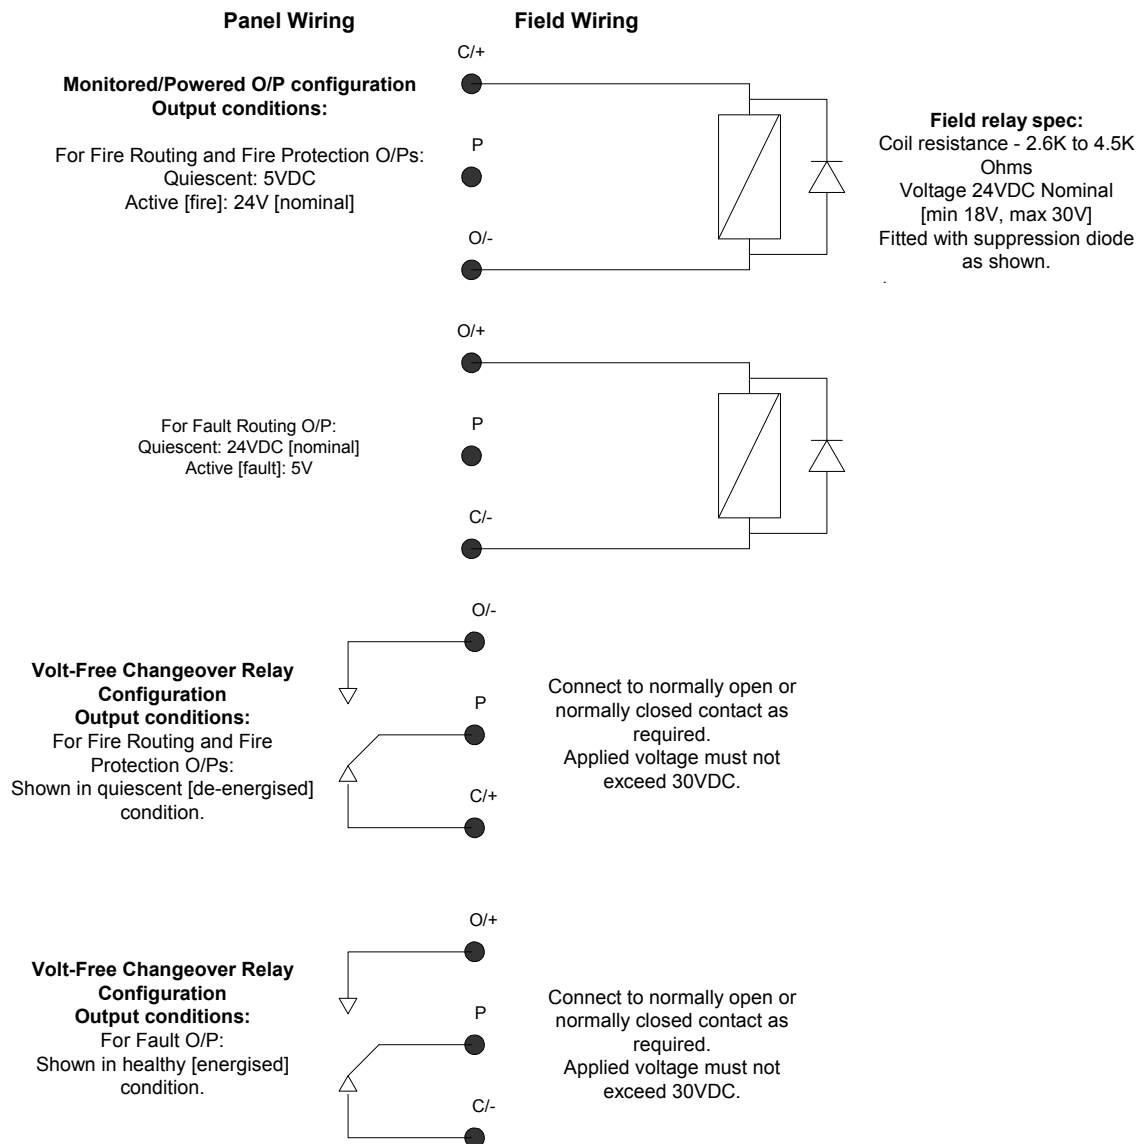 Panel Wiring
Field Wiring
C/+
Monitored/Powered O/P configuration
Output conditions:
For Fire Routing and Fire Protection O/Ps:
Quiescent: 5VDC
Active [fire]: 24V [nominal]
P
O/-
Field relay spec:
Coil resistance - 2.6K to 4.5K
Ohms
Voltage 24VDC Nominal
[min 18V, max 30V]
Fitted with suppression diode
as shown.
.
O/+
For Fault Routing O/P:
Quiescent: 24VDC [nominal]
Active [fault]: 5V
P
C/-
O/-
Volt-Free Changeover Relay
Configuration
Output conditions:
For Fire Routing and Fire
Protection O/Ps:
Shown in quiescent [de-energised]
condition.
P
C/+
Connect to normally open or
normally closed contact as
required.
Applied voltage must not
exceed 30VDC.
O/+
Volt-Free Changeover Relay
Configuration
Output conditions:
For Fault O/P:
Shown in healthy [energised]
condition.
P
C/-
Connect to normally open or
normally closed contact as
required.
Applied voltage must not
exceed 30VDC.